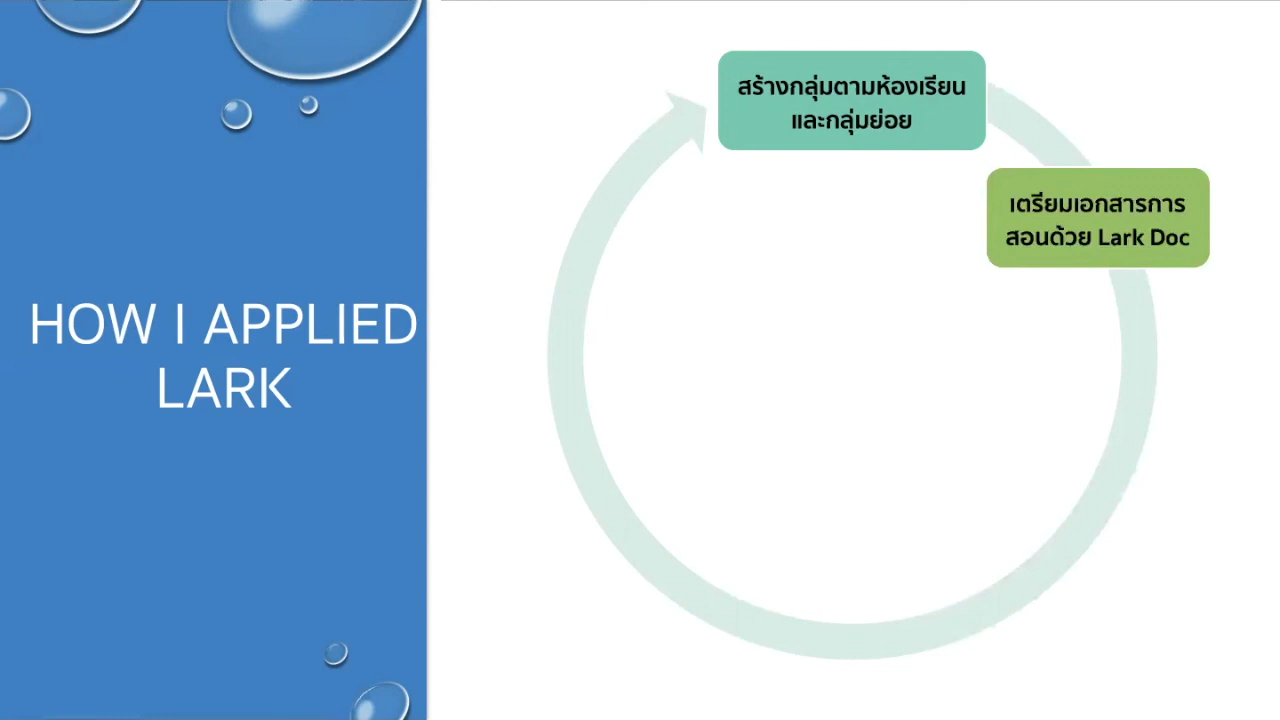 HOW I APPLIED
LARK
สร้างกลุ่มตามห้องเรียน
และกลุ่มย่อย
เตรียมเอกสารการ
สอนด้วย Lark Doc